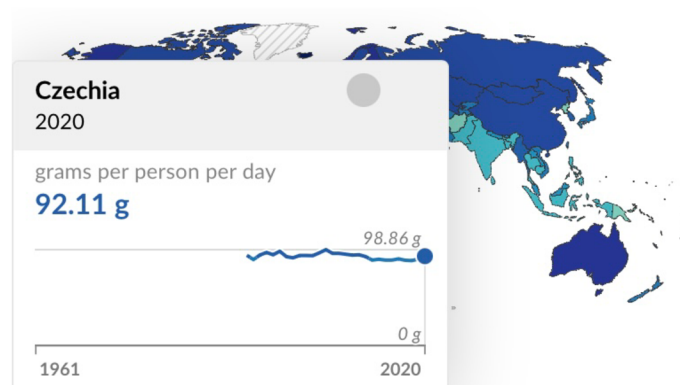 Czechia
2020
grams per person per day
92.11 g
98.86 g
0 g
1961 2020